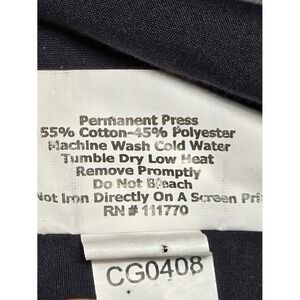 Permanent Press
55% Cotton-45% Polyester
Machine Wash Cold Water
Tumble Dry Low Heat
Remove Promptly
Do Not Bleach
Not Iron Directly On A Screen Pri
RN # 111770
CG0408